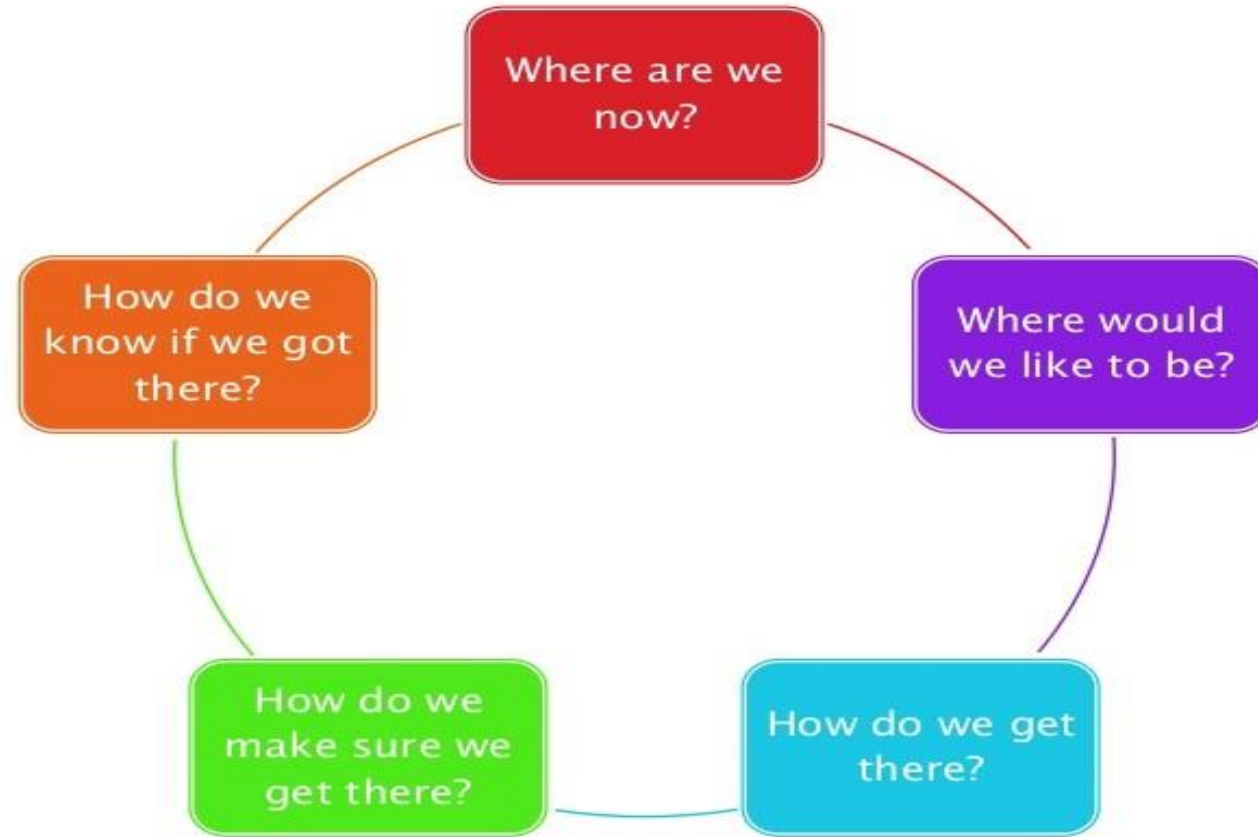 Where are we
now?
Where would
we like to be?
How do we get
there?
How do we
make sure we
get there?
How do we
know if we got
there?